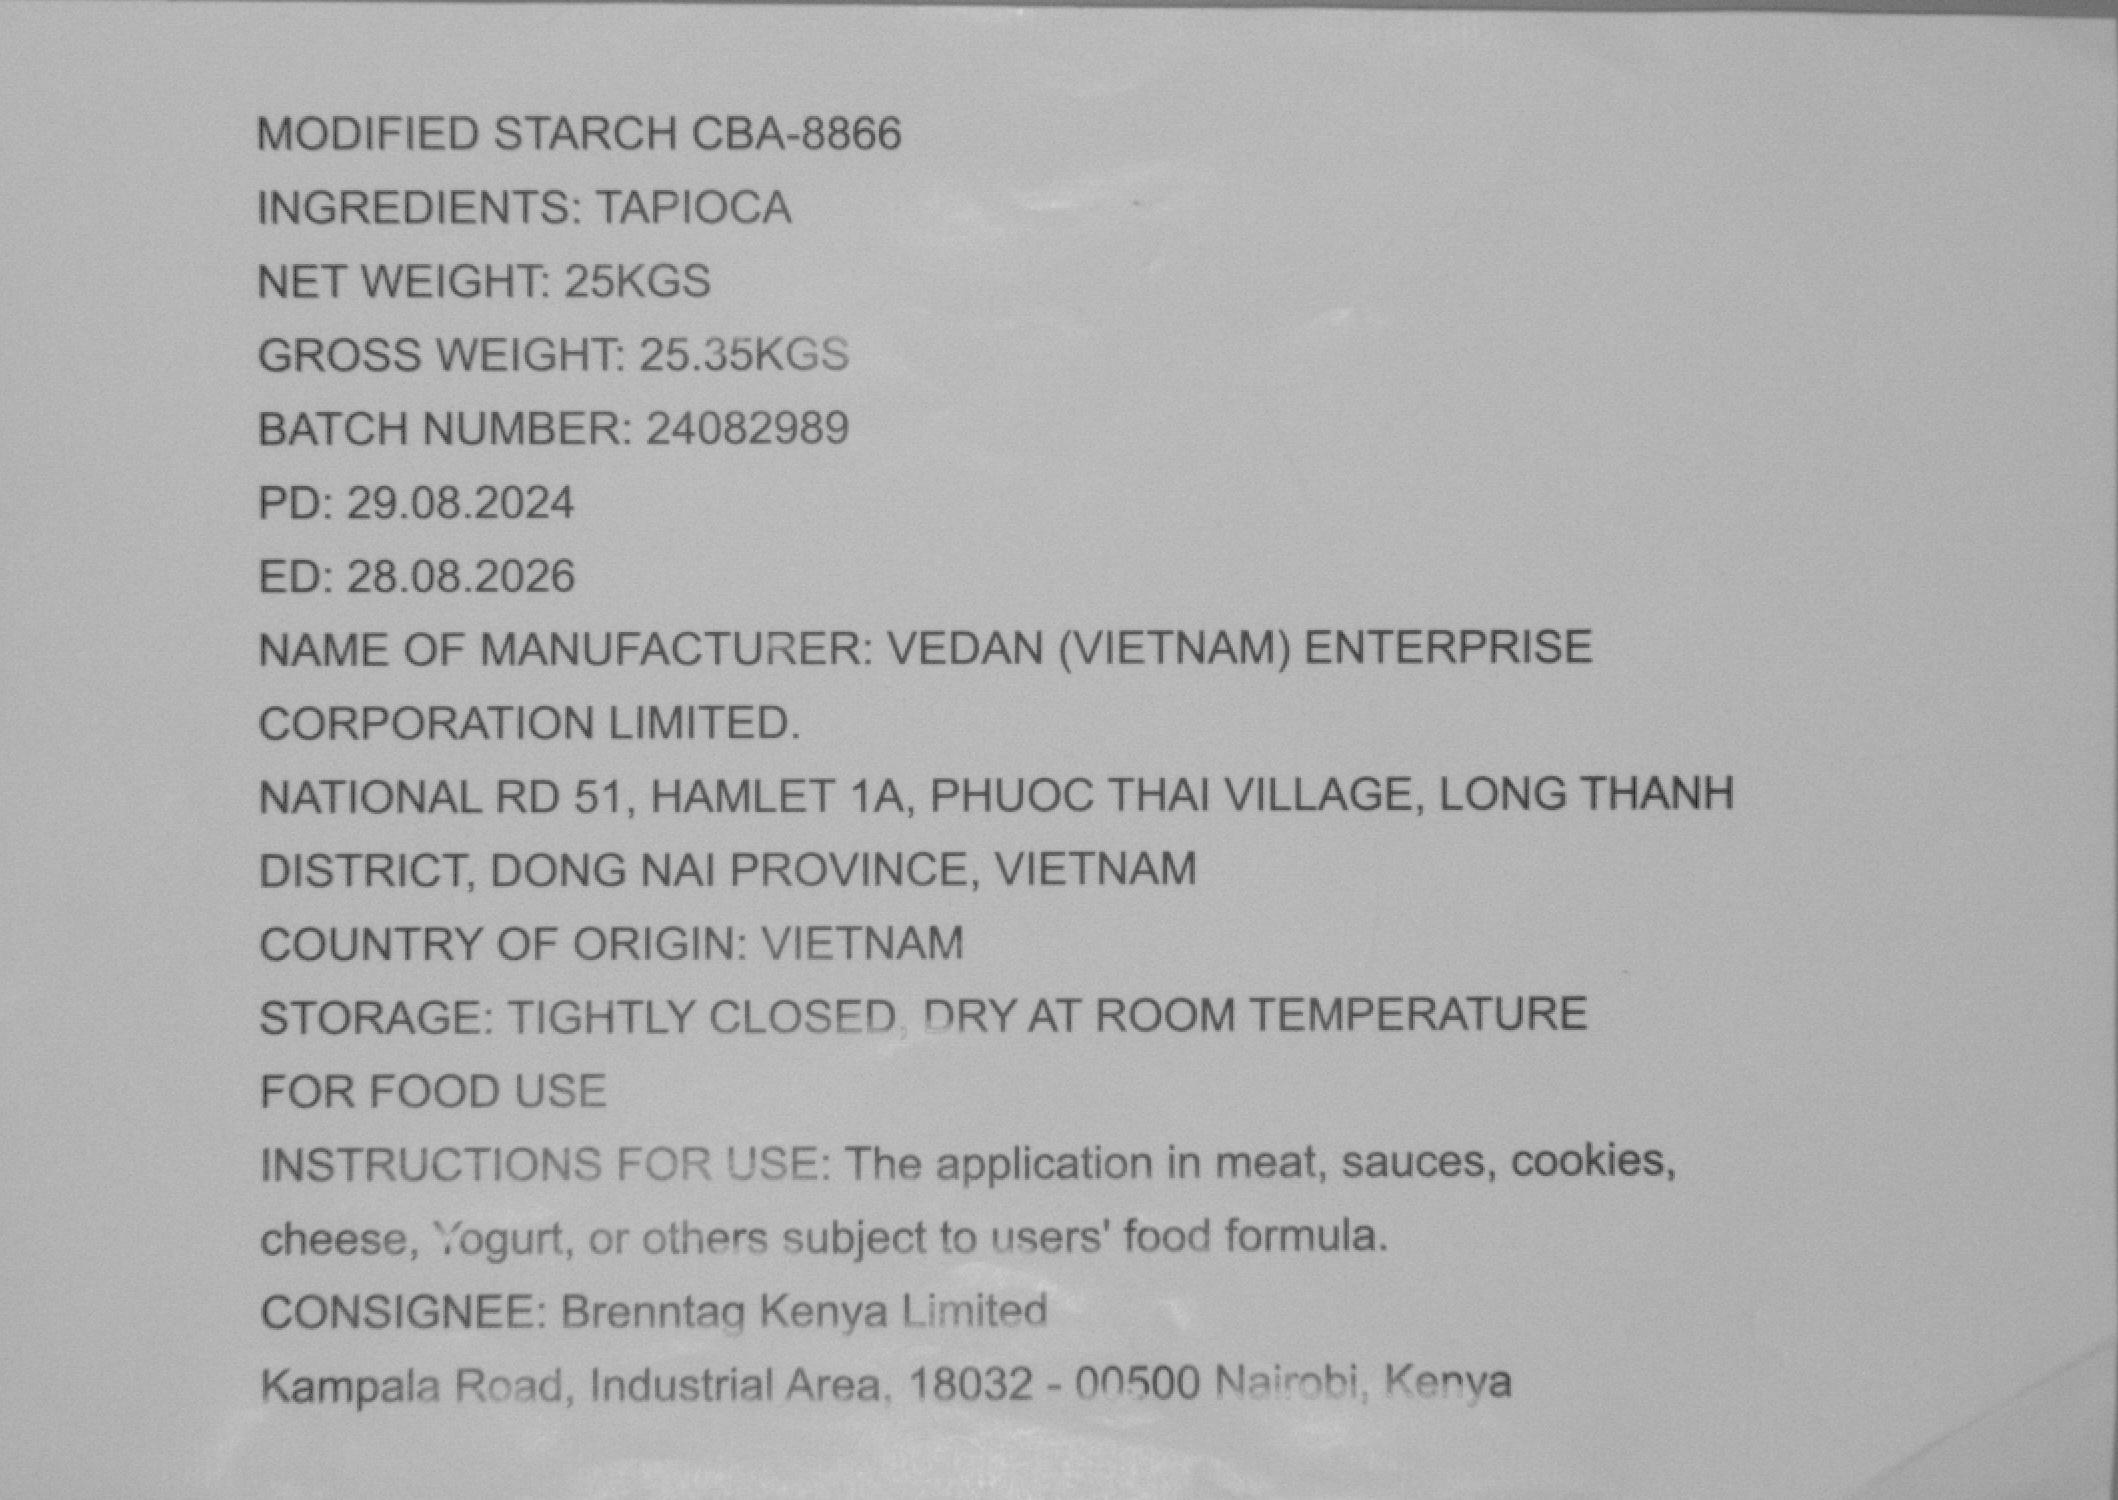 MODIFIED STARCH CBA-8866
INGREDIENTS: TAPIOCA
NET WEIGHT: 25KGS
GROSS WEIGHT: 25.35KGS
BATCH NUMBER: 24082989
PD: 29.08.2024
ED: 28.08.2026
NAME OF MANUFACTURER: VEDAN (VIETNAM) ENTERPRISE
CORPORATION LIMITED.
NATIONAL RD 51, HAMLET 1A, PHUOC THAI VILLAGE, LONG THANH
DISTRICT, DONG NAI PROVINCE, VIETNAM
COUNTRY OF ORIGIN: VIETNAM
STORAGE: TIGHTLY CLOSED, DRY AT ROOM TEMPERATURE
FOR FOOD USE
INSTRUCTIONS FOR USE: The application in meat, sauces, cookies,
cheese, Yogurt, or others subject to users' food formula.
CONSIGNEE: Brenntag Kenya Limited
Kampala Road, Industrial Area, 18032 - 00500 Nairobi, Kenya